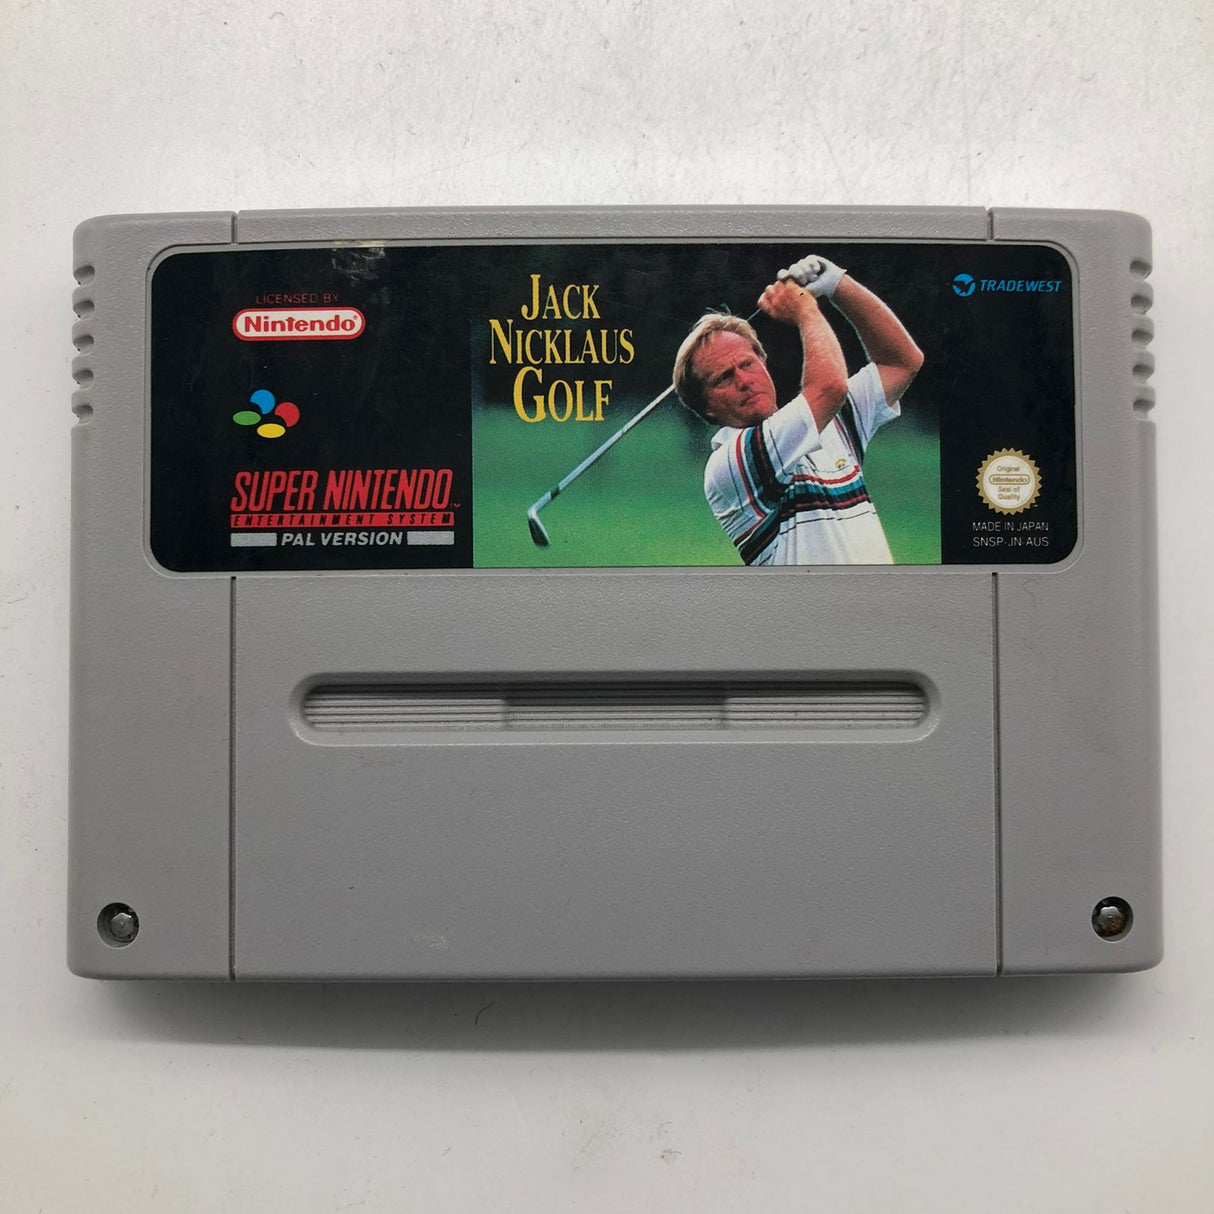 LICENSED BY
Nintendo®
SUPER NINTENDO™
ENTERTAINMENT SYSTEM
PAL VERSION
JACK
NICKLAUS
GOLF
TRADEWEST
Original
Nintendo
Seal of
Quality
MADE IN JAPAN
SNSP-JN-AUS